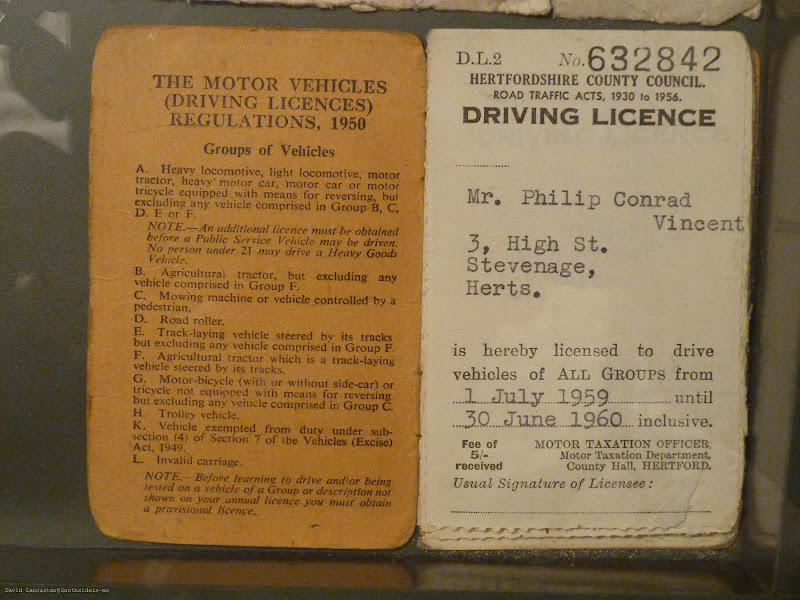 THE MOTOR VEHICLES
(DRIVING LICENCES)
REGULATIONS, 1950
Groups of Vehicles
A. Heavy locomotive, light locomotive, motor
tractor, heavy motor car, motor car or motor
tricycle equipped with means for reversing, but
excluding any vehicle comprised in Group B, C,
D, E or F.
NOTE.—An additional licence must be obtained
before a Public Service Vehicle may be driven.
No person under 21 may drive a Heavy Goods
Vehicle.
B. Agricultural tractor, but excluding any
vehicle comprised in Group F.
C. Mowing machine or vehicle controlled by a
pedestrian.
D. Road roller.
E. Track-laying vehicle steered by its tracks
but excluding any vehicle comprised in Group F.
F. Agricultural tractor which is a track-laying
vehicle steered by its tracks.
G. Motor-bicycle (with or without side-car) or
tricycle not equipped with means for reversing
but excluding any vehicle comprised in Group C.
H. Trolley vehicle.
K. Vehicle exempted from duty under sub-
section (4) of Section 7 of the Vehicles (Excise)
Act, 1949.
L. Invalid carriage.
NOTE.— Before learning to drive and/or being
tested on a vehicle of a Group or description not
shown on your annual licence you must obtain
a provisional licence.
D.L.2 No. 632842
HERTFORDSHIRE COUNTY COUNCIL.
ROAD TRAFFIC ACTS, 1930 to 1956.
DRIVING LICENCE
Mr. Philip Conrad
Vincent
3, High St.
Stevenage,
Herts.
is hereby licensed to drive
vehicles of ALL GROUPS from
1 July 1959 until
30 June 1960 inclusive.
Fee of
5/-
received
MOTOR TAXATION OFFICER,
Motor Taxation Department,
County Hall, HERTFORD.
Usual Signature of Licensee :
David Lancaster@Southsiders-mc